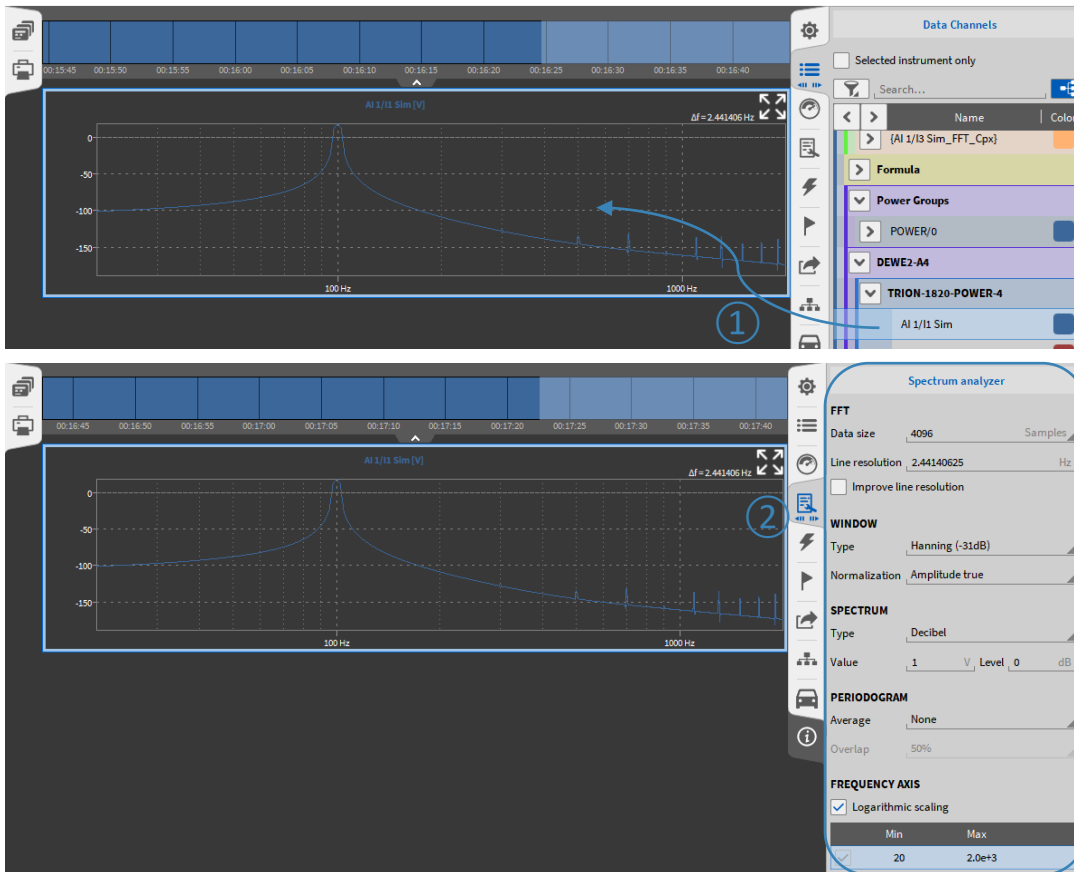 Data Channels
Selected instrument only
Search...
Name
Color
{AI 1/I3 Sim_FFT_Cpx}
Formula
Power Groups
POWER/0
DEWE2-A4
TRION-1820-POWER-4
AI 1/I1 Sim
00:15:45 00:15:50 00:15:55 00:16:00 00:16:05 00:16:10 00:16:15 00:16:20 00:16:25 00:16:30 00:16:35 00:16:40
AI 1/I1 Sim [V]
Δf = 2.441406 Hz
0
-50
-100
-150
100 Hz
1000 Hz
1
00:16:45 00:16:50 00:16:55 00:17:00 00:17:05 00:17:10 00:17:15 00:17:20 00:17:25 00:17:30 00:17:35 00:17:40
AI 1/I1 Sim [V]
Δf = 2.441406 Hz
0
-50
-100
-150
100 Hz
1000 Hz
2
Spectrum analyzer
FFT
Data size 4096 Samples
Line resolution 2.44140625 Hz
Improve line resolution
WINDOW
Type Hanning (-31dB)
Normalization Amplitude true
SPECTRUM
Type Decibel
Value 1 V Level 0 dB
PERIODOGRAM
Average None
Overlap 50%
FREQUENCY AXIS
Logarithmic scaling
Min Max
20 2.0e+3